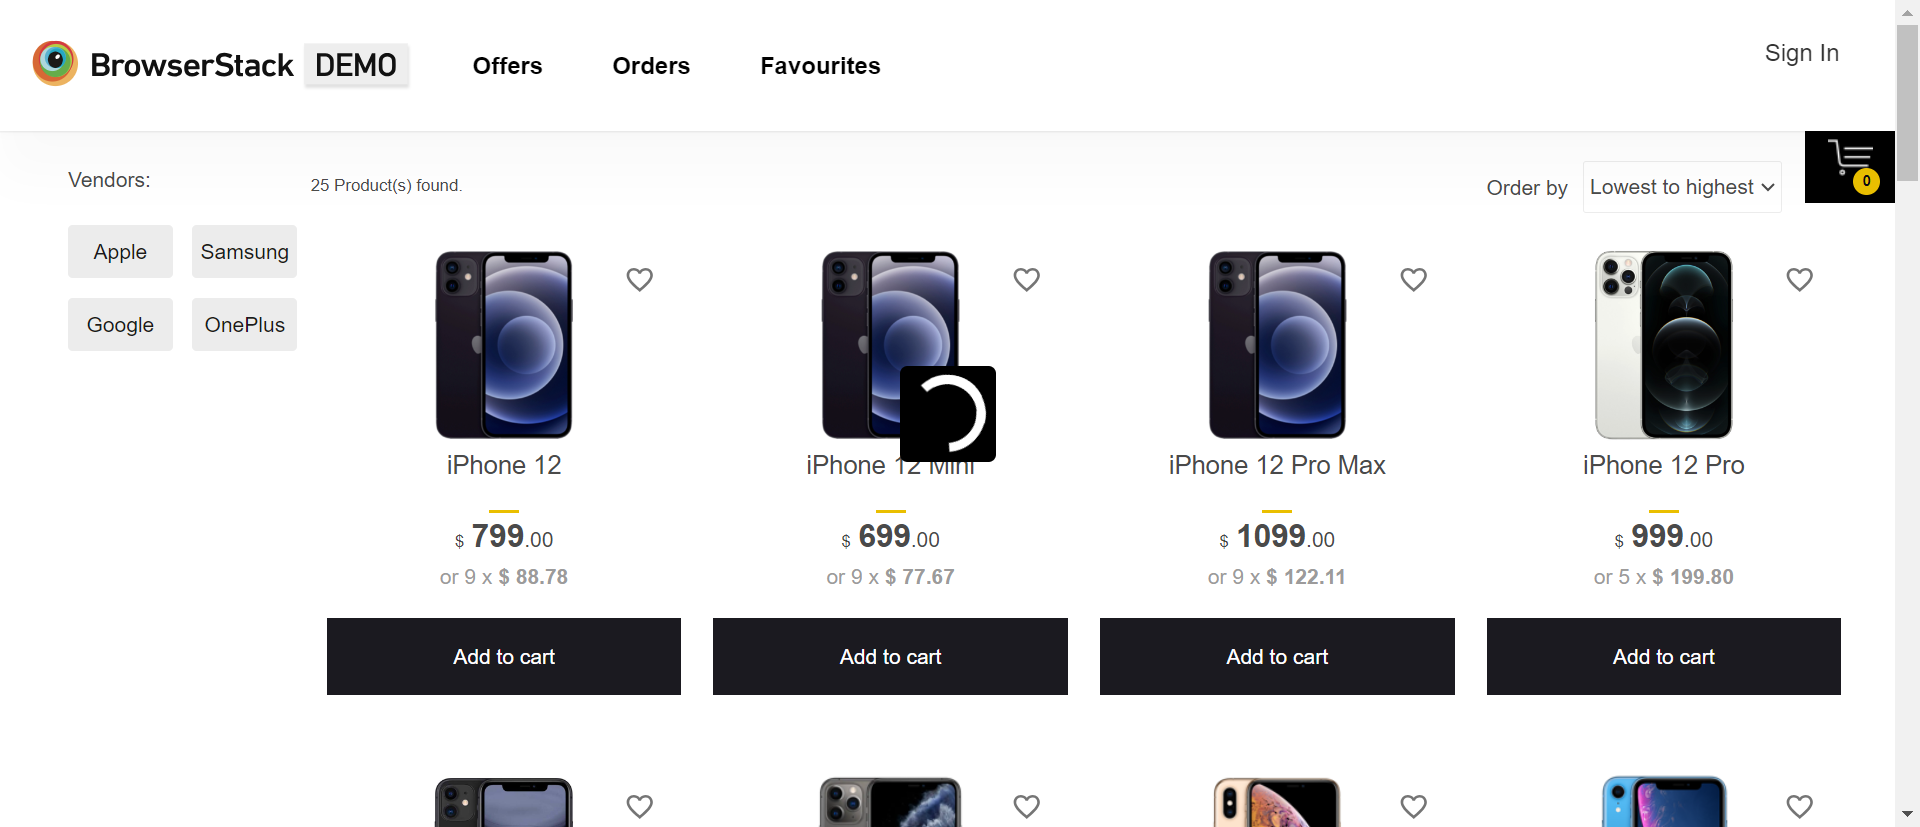 BrowserStack DEMO
Offers
Orders
Favourites
Sign In
0
Vendors:
25 Product(s) found.
Order by
Lowest to highest
Apple
Samsung
Google
OnePlus
iPhone 12
iPhone 12 Mini
iPhone 12 Pro Max
iPhone 12 Pro
$ 799.00
$ 699.00
$ 1099.00
$ 999.00
or 9 x $ 88.78
or 9 x $ 77.67
or 9 x $ 122.11
or 5 x $ 199.80
Add to cart
Add to cart
Add to cart
Add to cart